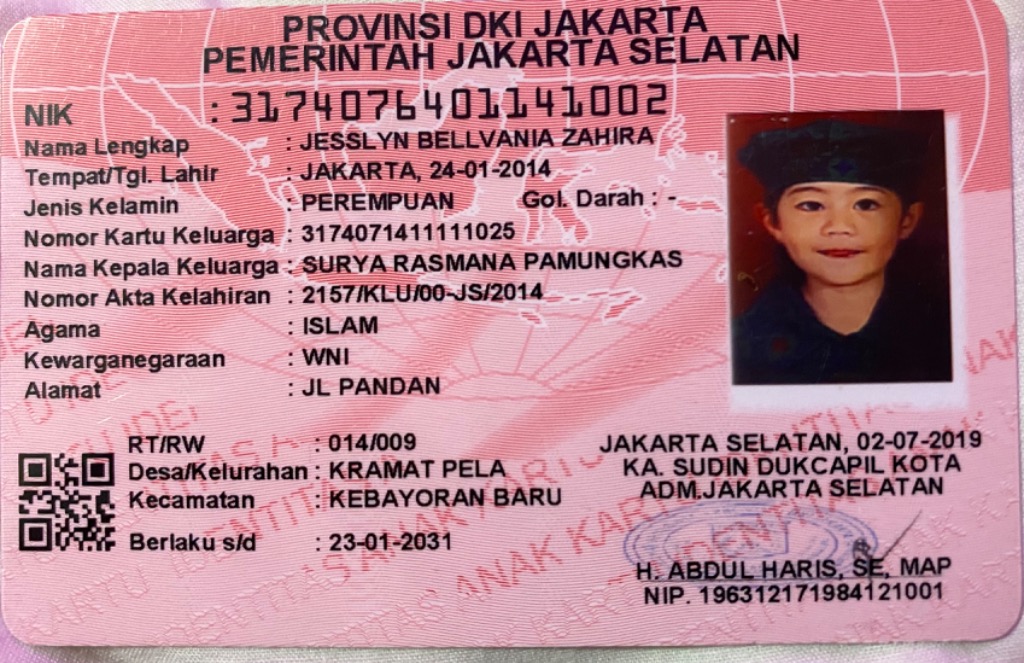 PROVINSI DKI JAKARTA
PEMERINTAH JAKARTA SELATAN
NIK : 3174076401141002
Nama Lengkap : JESSLYN BELLVANIA ZAHIRA
Tempat/Tgl. Lahir : JAKARTA, 24-01-2014
Jenis Kelamin : PEREMPUAN Gol. Darah : -
Nomor Kartu Keluarga : 3174071411111025
Nama Kepala Keluarga : SURYA RASMANA PAMUNGKAS
Nomor Akta Kelahiran : 2157/KLU/00-JS/2014
Agama : ISLAM
Kewarganegaraan : WNI
Alamat : JL PANDAN
RT/RW : 014/009
Desa/Kelurahan : KRAMAT PELA
Kecamatan : KEBAYORAN BARU
Berlaku s/d : 23-01-2031
JAKARTA SELATAN, 02-07-2019
KA. SUDIN DUKCAPIL KOTA
ADM.JAKARTA SELATAN
H. ABDUL HARIS, SE, MAP
NIP. 196312171984121001